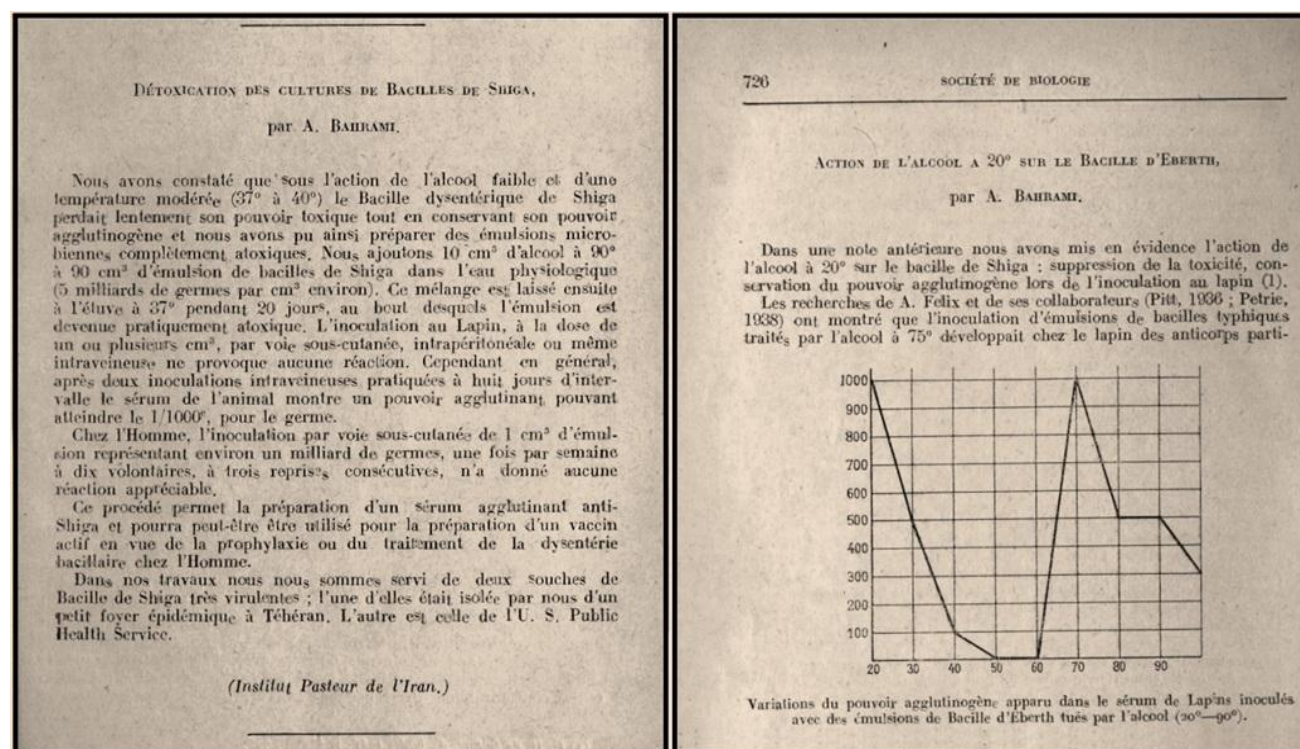 DÉTOXICATION DES CULTURES DE BACILLES DE SHIGA,
par A. BAHRAMI.
Nous avons constaté que sous l'action de l'alcool faible et d'une
température modérée (37° à 40°) le Bacille dysentérique de Shiga
perdait lentement son pouvoir toxique tout en conservant son pouvoir
agglutinogène et nous avons pu ainsi préparer des émulsions micro-
biennes complètement atoxiques. Nous ajoutons 10 cm³ d'alcool à 90°
à 90 cm³ d'émulsion de bacilles de Shiga dans l'eau physiologique
(5 milliards de germes par cm³ environ). Ce mélange est laissé ensuite
à l'étuve à 37° pendant 20 jours, au bout desquels l'émulsion est
devenue pratiquement atoxique. L'inoculation au Lapin, à la dose de
un ou plusieurs cm³, par voie sous-cutanée, intrapéritonéale ou même
intraveineuse ne provoque aucune réaction. Cependant en général,
après deux inoculations intraveineuses pratiquées à huit jours d'inter-
valle le sérum de l'animal montre un pouvoir agglutinant pouvant
atteindre le 1/1000e, pour le germe.
Chez l'Homme, l'inoculation par voie sous-cutanée de 1 cm³ d'émul-
sion représentant environ un milliard de germes, une fois par semaine
à dix volontaires, à trois reprises consécutives, n'a donné aucune
réaction appréciable.
Ce procédé permet la préparation d'un sérum agglutinant anti-
Shiga et pourra peut-être être utilisé pour la préparation d'un vaccin
actif en vue de la prophylaxie ou du traitement de la dysentérie
bacillaire chez l'Homme.
Dans nos travaux nous nous sommes servi de deux souches de
Bacille de Shiga très virulentes ; l'une d'elles était isolée par nous d'un
petit foyer épidémique à Téhéran. L'autre est celle de l'U. S. Public
Health Service.
(Institut Pasteur de l'Iran.)
726 SOCIÉTÉ DE BIOLOGIE
ACTION DE L'ALCOOL A 20° SUR LE BACILLE D'EBERTH,
par A. BAHRAMI.
Dans une note antérieure nous avons mis en évidence l'action de
l'alcool à 20° sur le bacille de Shiga : suppression de la toxicité, con-
servation du pouvoir agglutinogène lors de l'inoculation au lapin (1).
Les recherches de A. Felix et de ses collaborateurs (Pitt, 1936 ; Petrie,
1938) ont montré que l'inoculation d'émulsions de bacilles typhiques
traités par l'alcool à 75° développait chez le lapin des anticorps parti-
1000
900
800
700
600
500
400
300
200
100
20 30 40 50 60 70 80 90
Variations du pouvoir agglutinogène apparu dans le sérum de Lapins inoculés
avec des émulsions de Bacille d'Eberth tués par l'alcool (20°—90°).